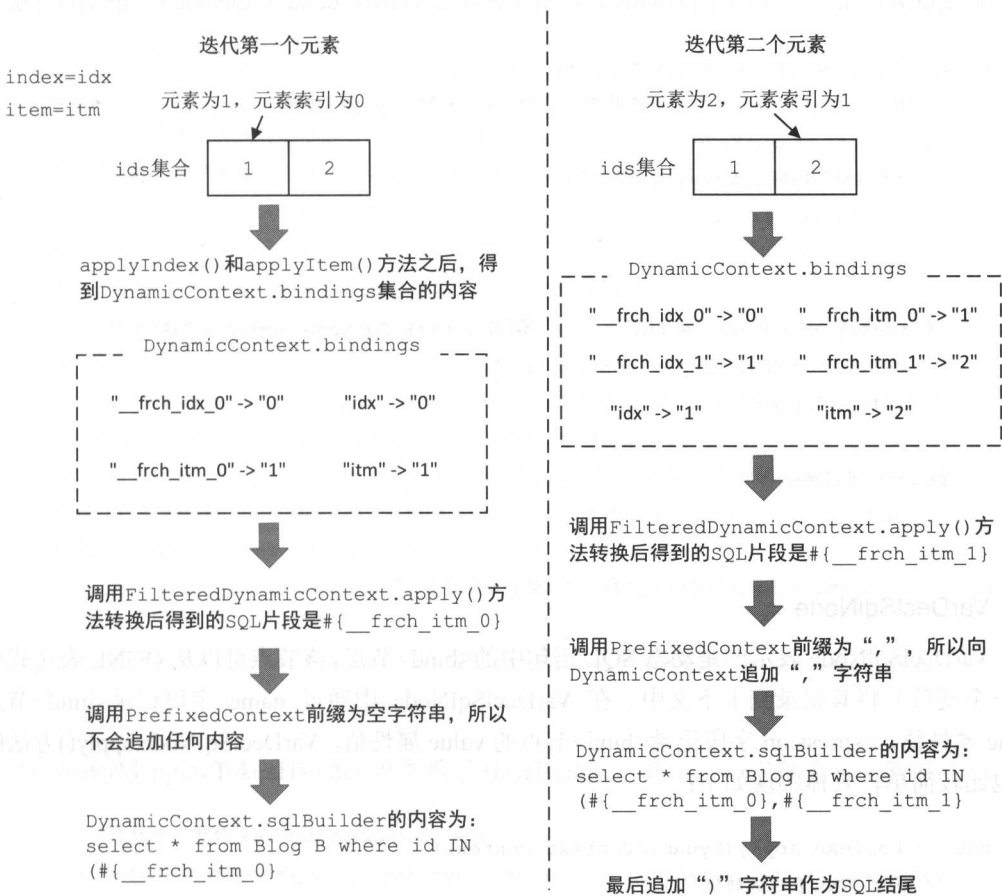 迭代第一个元素
index=idx
item=itm
元素为1，元素索引为0
ids集合 1 2
applyIndex()和applyItem()方法之后，得
到DynamicContext.bindings集合的内容
DynamicContext.bindings
"__frch_idx_0" -> "0" "idx" -> "0"
"__frch_itm_0" -> "1" "itm" -> "1"
调用FilteredDynamicContext.apply()方
法转换后得到的SQL片段是#{__frch_itm_0}
调用PrefixedContext前缀为空字符串，所以
不会追加任何内容
DynamicContext.sqlBuilder的内容为：
select * from Blog B where id IN
(#{__frch_itm_0}
迭代第二个元素
元素为2，元素索引为1
ids集合 1 2
DynamicContext.bindings
"__frch_idx_0" -> "0" "__frch_itm_0" -> "1"
"__frch_idx_1" -> "1" "__frch_itm_1" -> "2"
"idx" -> "1" "itm" -> "2"
调用FilteredDynamicContext.apply()方
法转换后得到的SQL片段是#{__frch_itm_1}
调用PrefixedContext前缀为“，” 所以向
DynamicContext追加“，”字符串
DynamicContext.sqlBuilder的内容为：
select * from Blog B where id IN
(#{__frch_itm_0},#{__frch_itm_1}
最后追加“)”字符串作为SQL结尾